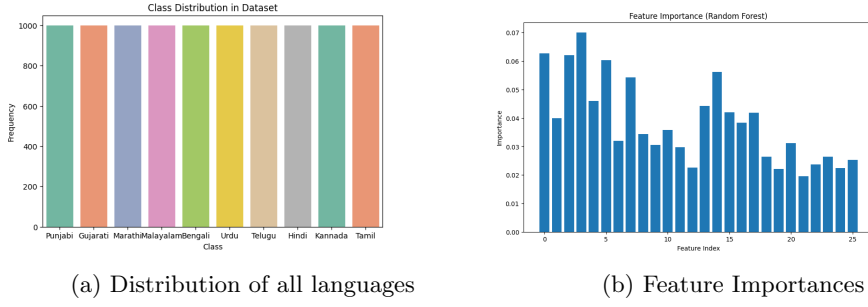 Class Distribution in Dataset
1000
800
600
400
200
0
Frequency
Punjabi Gujarati Marathi Malayalam Bengali Urdu Telugu Hindi Kannada Tamil
Class
(a) Distribution of all languages
Feature Importance (Random Forest)
0.07
0.06
0.05
0.04
0.03
0.02
0.01
0.00
Importance
0 5 10 15 20 25
Feature Index
(b) Feature Importances